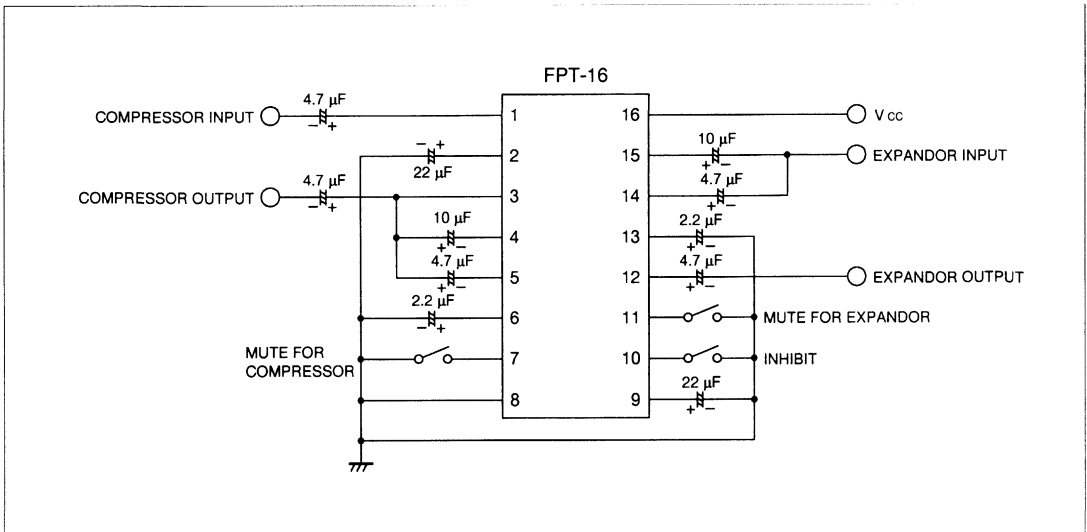 FPT-16
4.7 µF
COMPRESSOR INPUT
– +
1
16
V CC
– +
2
22 µF
10 µF
15
EXPANDOR INPUT
+ –
4.7 µF
COMPRESSOR OUTPUT
– +
3
4.7 µF
14
+ –
10 µF
4
+ –
2.2 µF
13
+ –
4.7 µF
5
+ –
4.7 µF
12
EXPANDOR OUTPUT
+ –
2.2 µF
6
– +
11
MUTE FOR EXPANDOR
MUTE FOR
COMPRESSOR
7
10
INHIBIT
8
22 µF
9
+ –